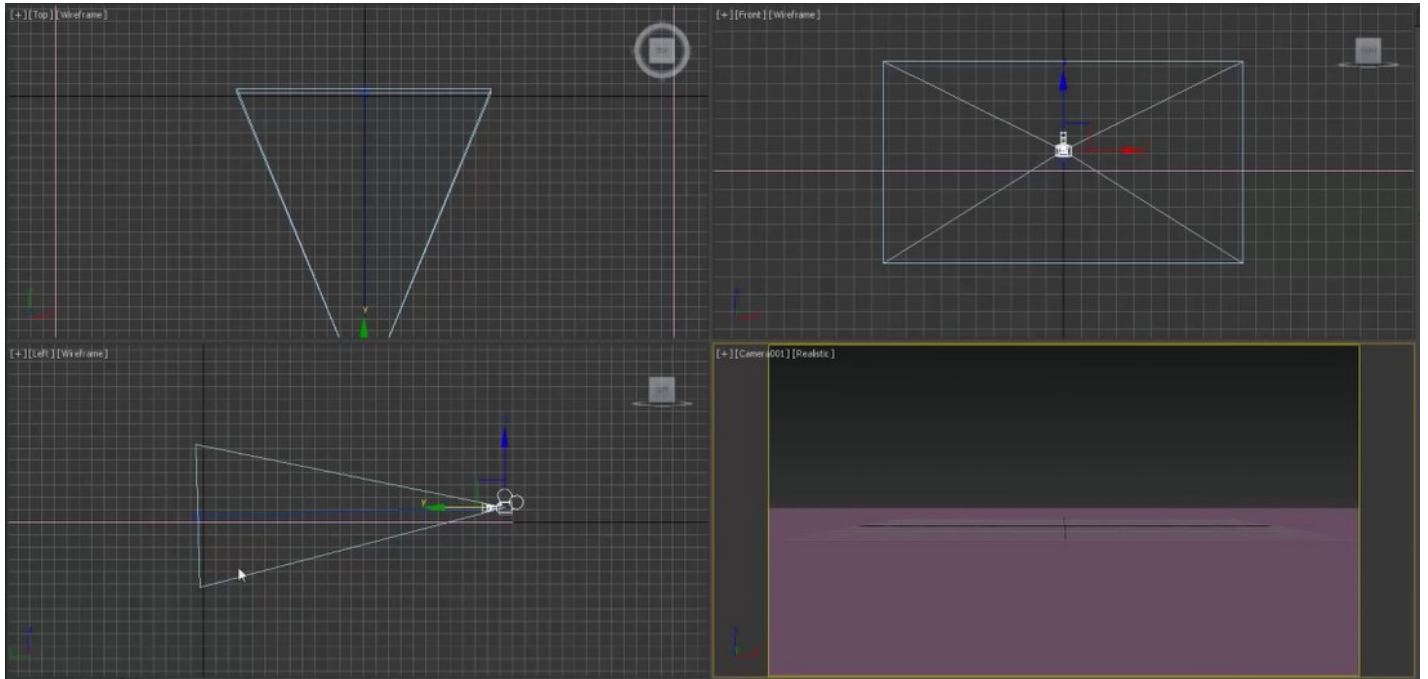 [+][Top][Wireframe]
[+][Front][Wireframe]
y
[+][Left][Wireframe]
[+][Camera001][Realistic]
y